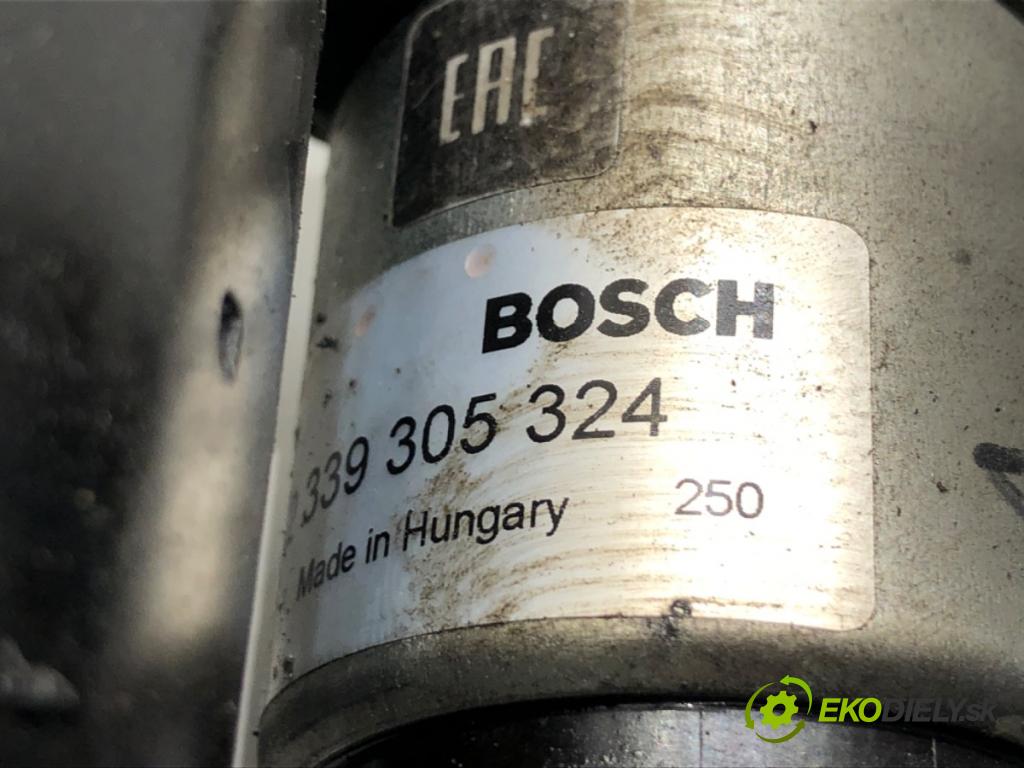 EAC
BOSCH
339 305 324
Made in Hungary 250
EKODIELY.sk